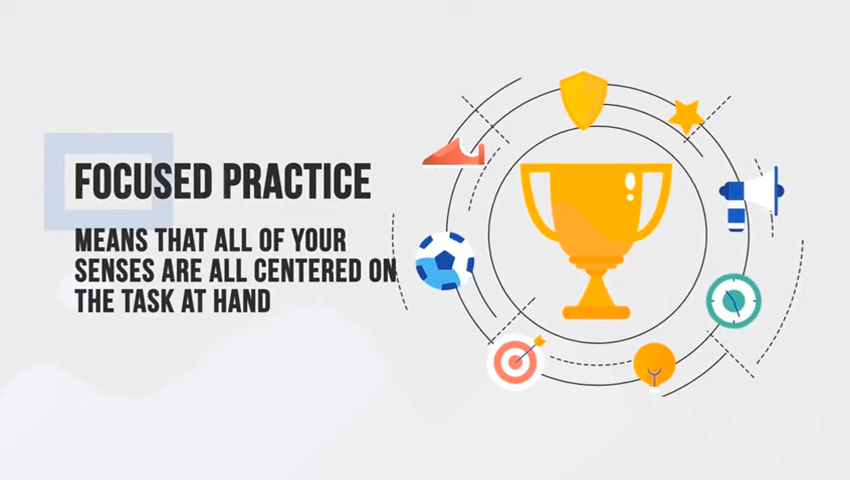 FOCUSED PRACTICE
MEANS THAT ALL OF YOUR
SENSES ARE ALL CENTERED ON
THE TASK AT HAND